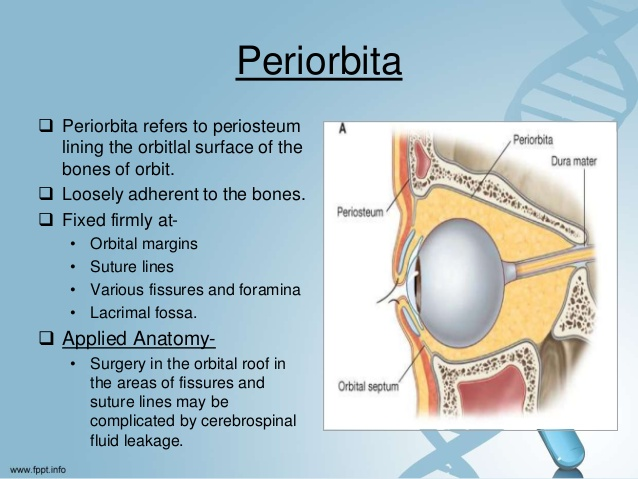 Periorbita
❑ Periorbita refers to periosteum
lining the orbitlal surface of the
bones of orbit.
❑ Loosely adherent to the bones.
❑ Fixed firmly at-
• Orbital margins
• Suture lines
• Various fissures and foramina
• Lacrimal fossa.
❑ Applied Anatomy-
• Surgery in the orbital roof in
the areas of fissures and
suture lines may be
complicated by cerebrospinal
fluid leakage.
A
Periorbita
Dura mater
Periosteum
Orbital septum
www.fppt.info